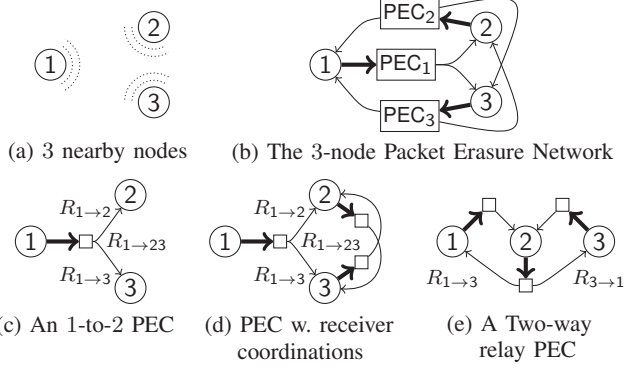 1
2
3
(a) 3 nearby nodes
PEC2
2
1
PEC1
3
PEC3
(b) The 3-node Packet Erasure Network
2
R1→2
1
R1→23
R1→3
3
(c) An 1-to-2 PEC
2
R1→2
1
R1→23
R1→3
3
(d) PEC w. receiver
coordinations
1
2
3
R1→3
R3→1
(e) A Two-way
relay PEC